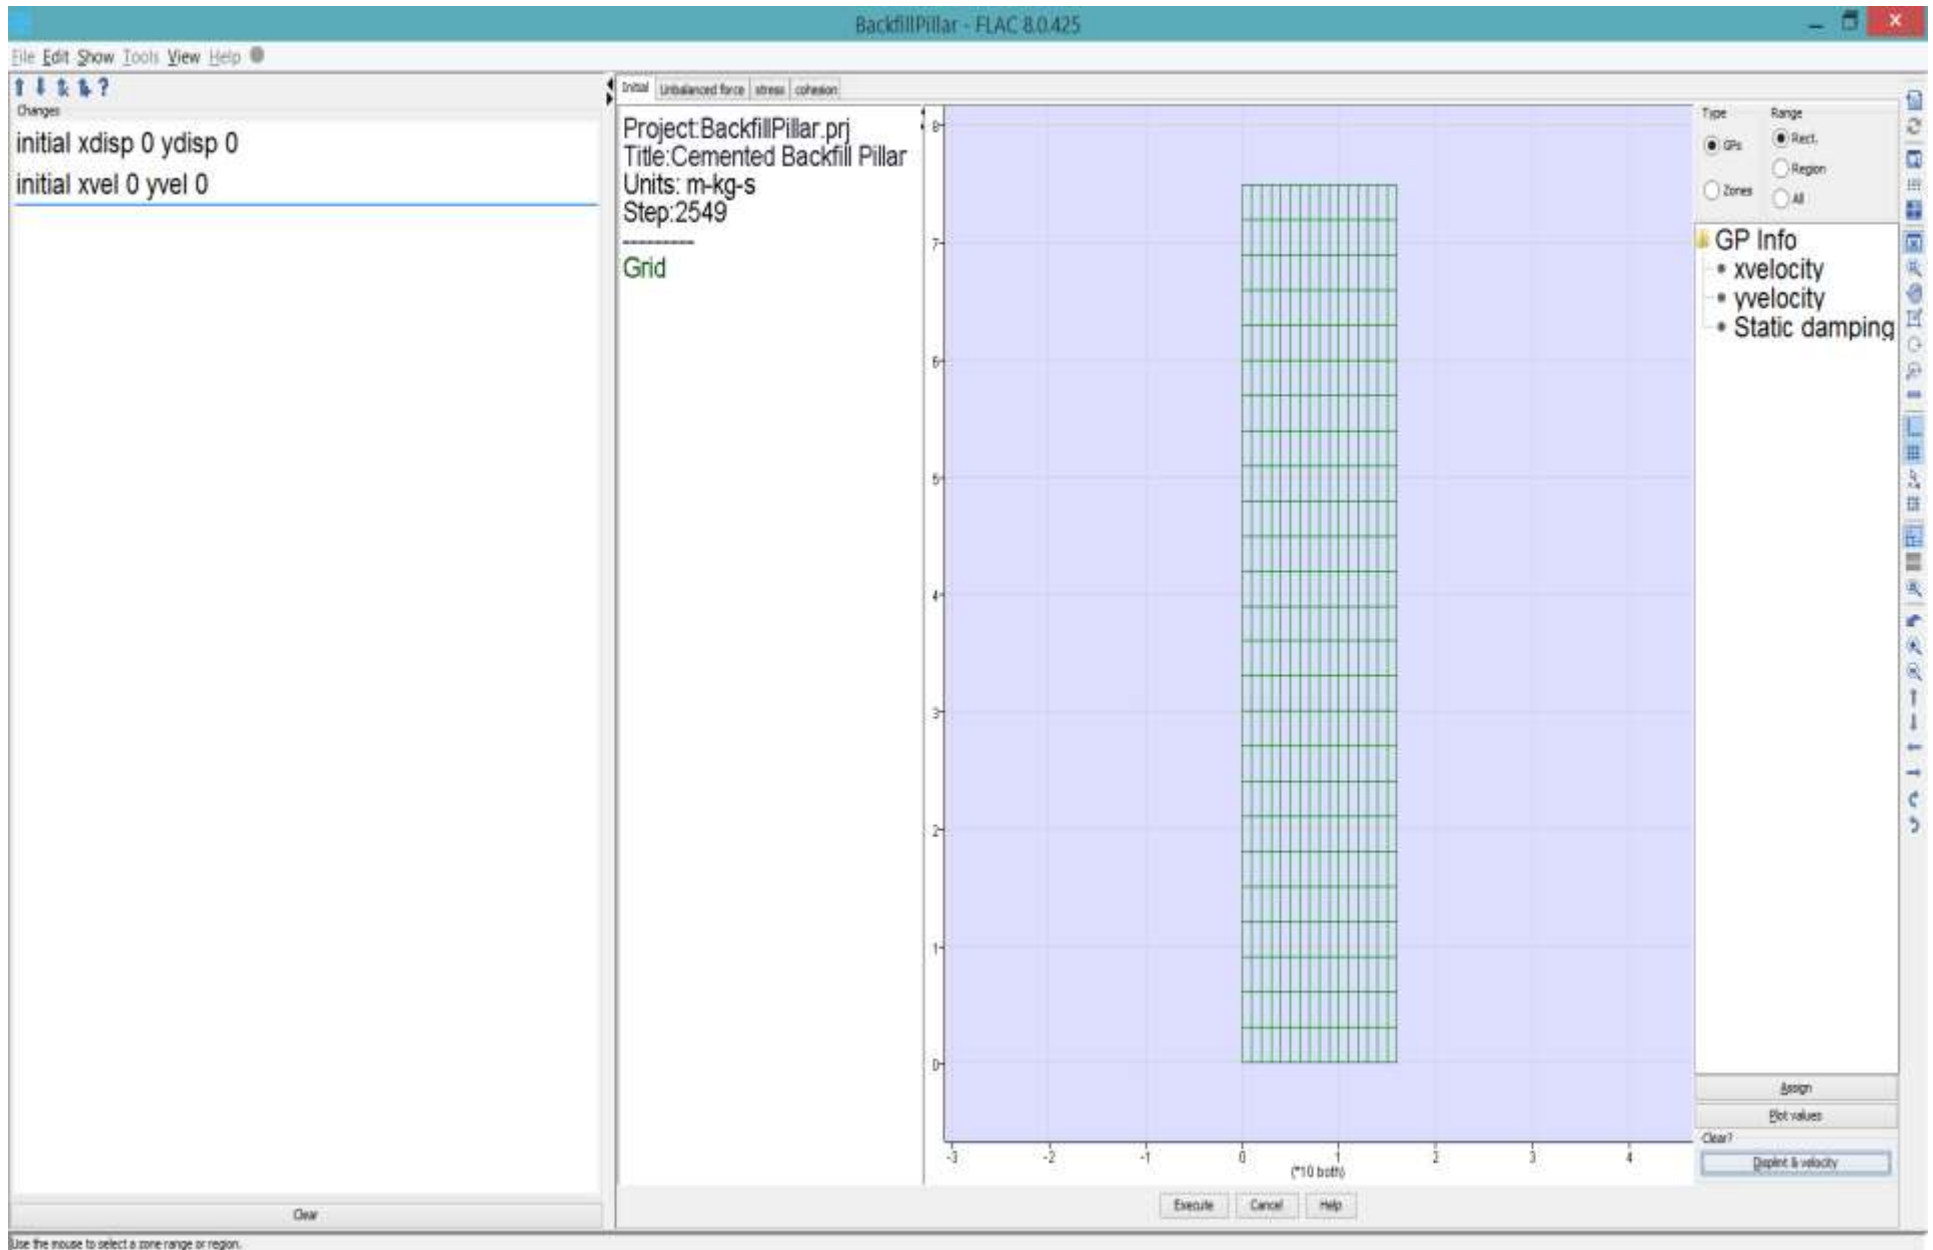 BackfillPillar - FLAC 8.0.425
File Edit Show Tools View Help
Changes
initial xdisp 0 ydisp 0
initial xvel 0 yvel 0
Clear
Use the mouse to select a zone range or region.
Initial Unbalanced force stress cohesion
Project:BackfillPillar.prj
Title:Cemented Backfill Pillar
Units: m-kg-s
Step:2549
---------
Grid
8
7
6
5
4
3
2
1
0
-3 -2 -1 0 1 2 3 4
(*10 both)
Execute Cancel Help
Type Range
GPs Rect.
Region
Zones All
GP Info
xvelocity
yvelocity
Static damping
Assign
Plot values
Clear?
Displmt & velocity